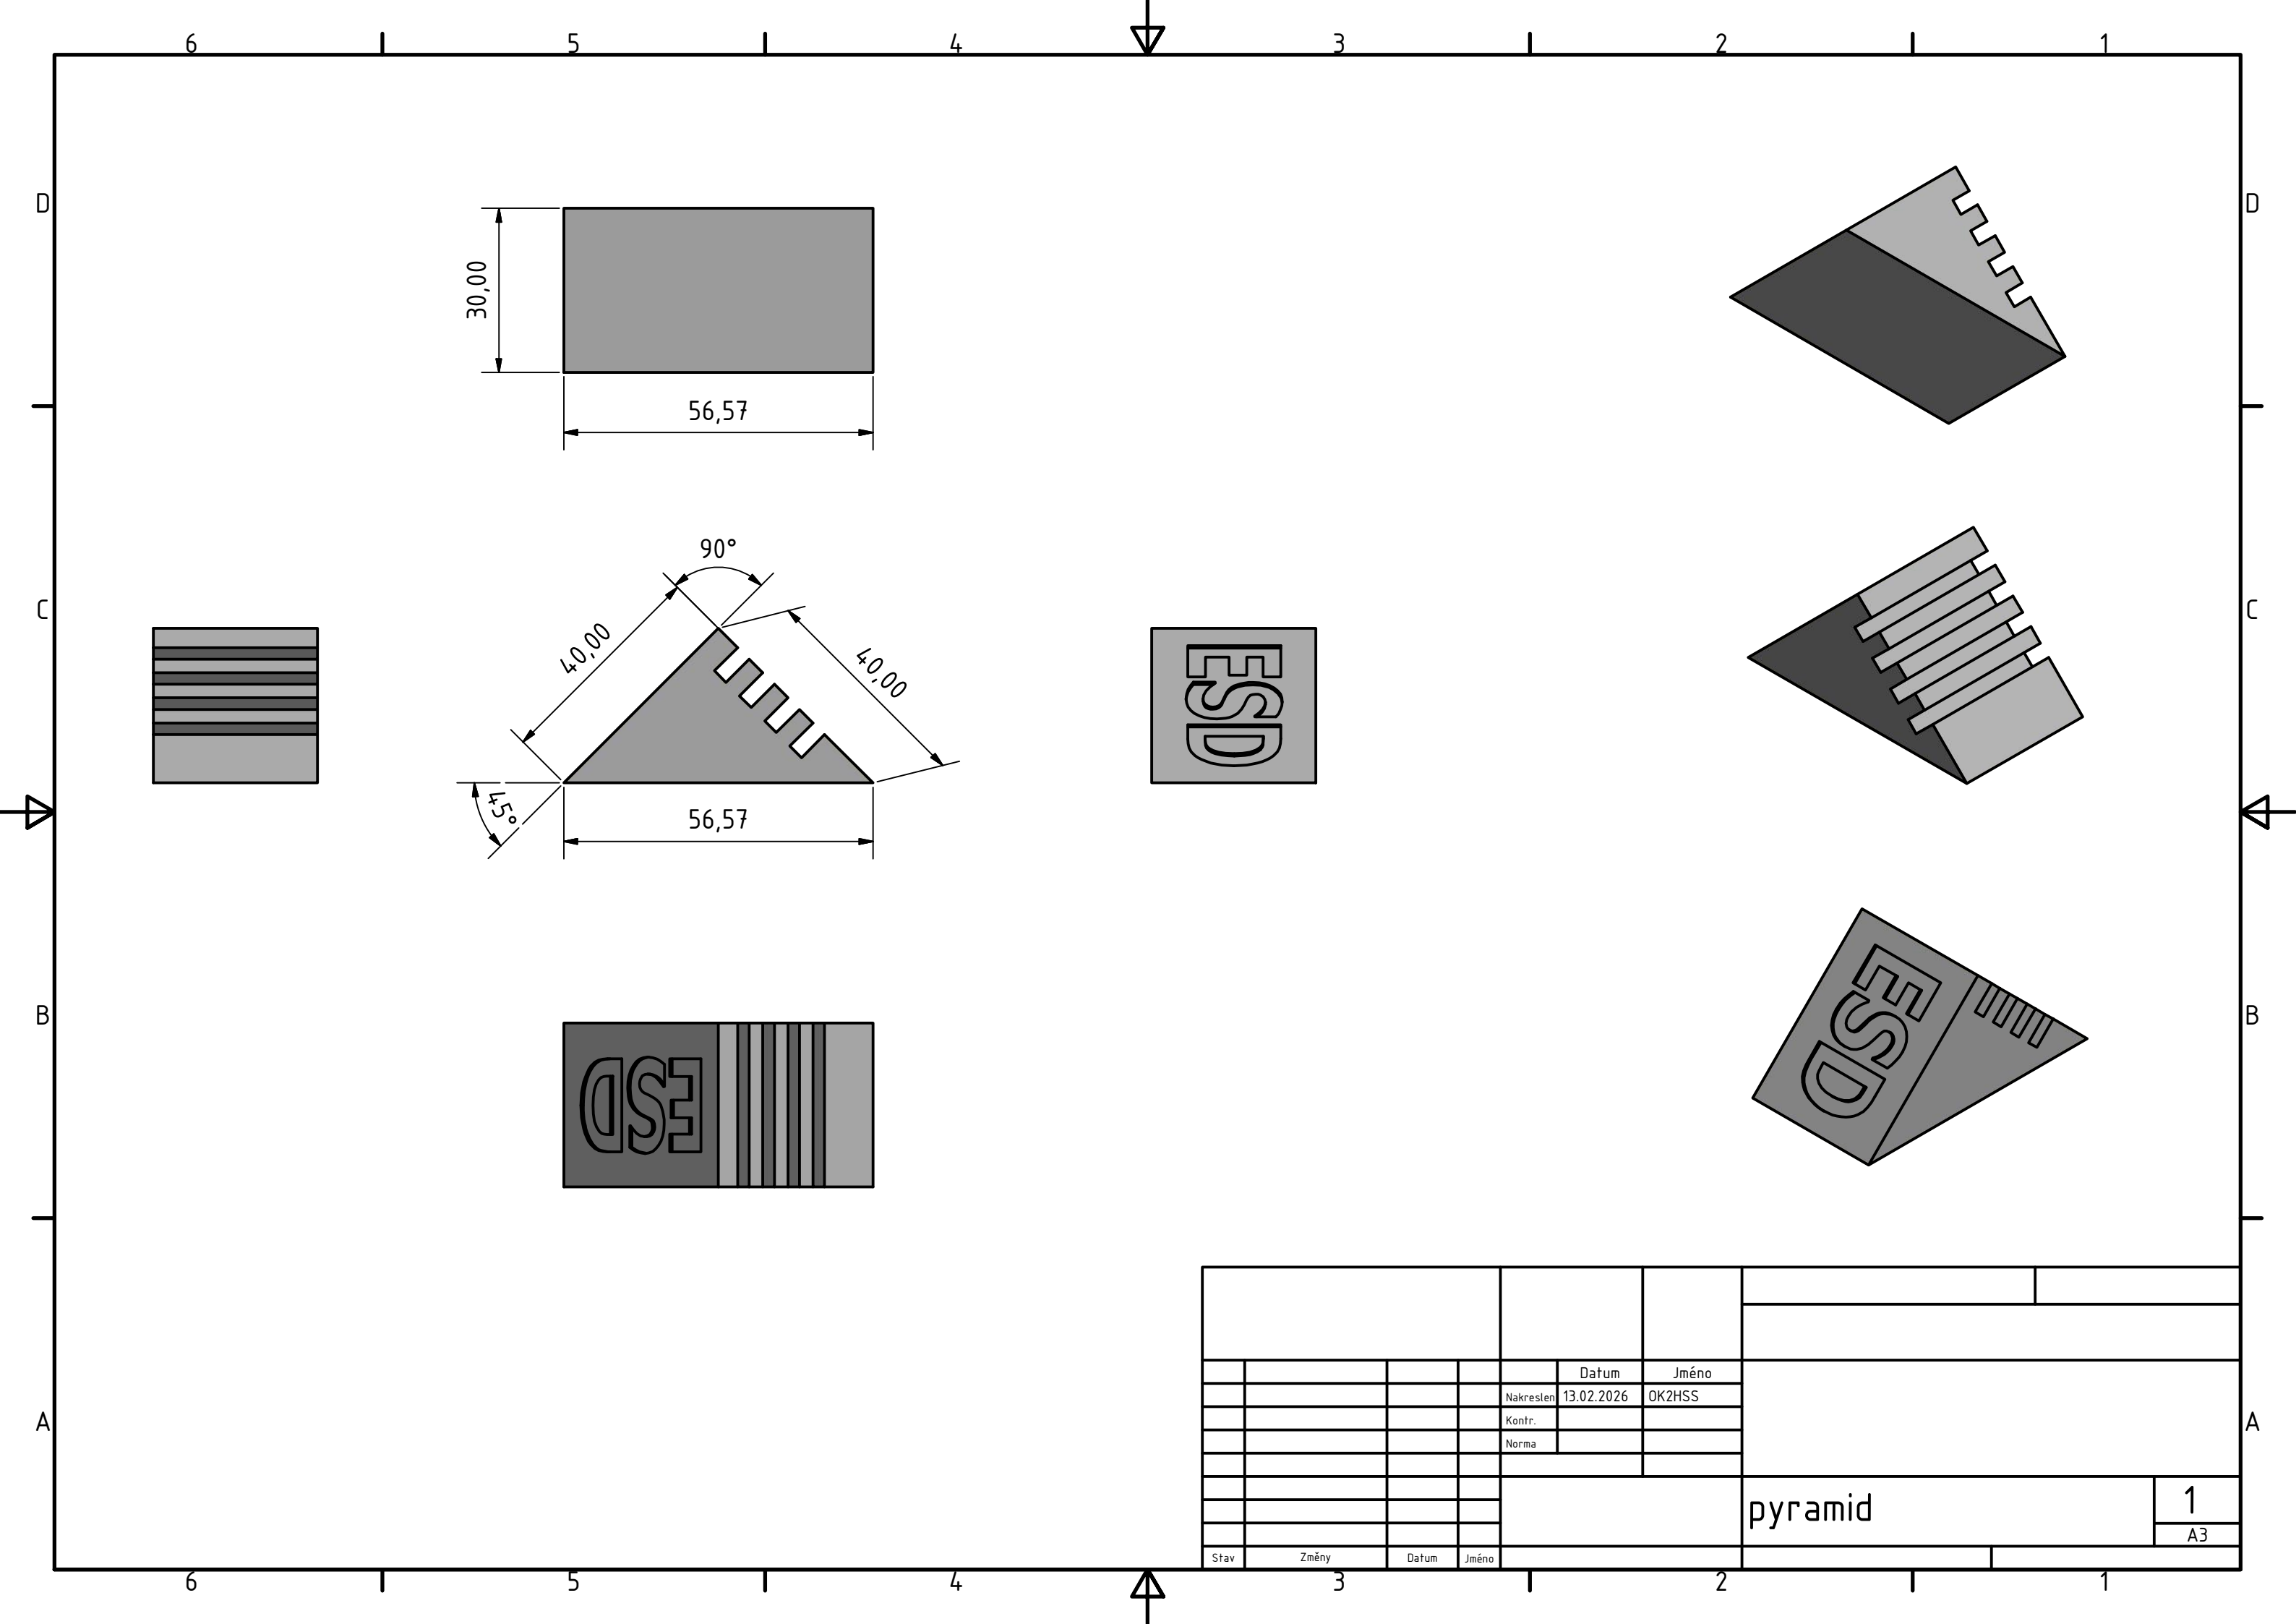 6 5 4 3 2 1
D D
30,00
56,57
90°
40,00
40,00
C C
ESD
45°
56,57
B B
ESD
ESD
Datum Jméno
Nakreslen 13.02.2026 OK2HSS
Kontr.
A A
Norma
pyramid 1
A3
Stav Změny Datum Jméno
6 5 4 3 2 1